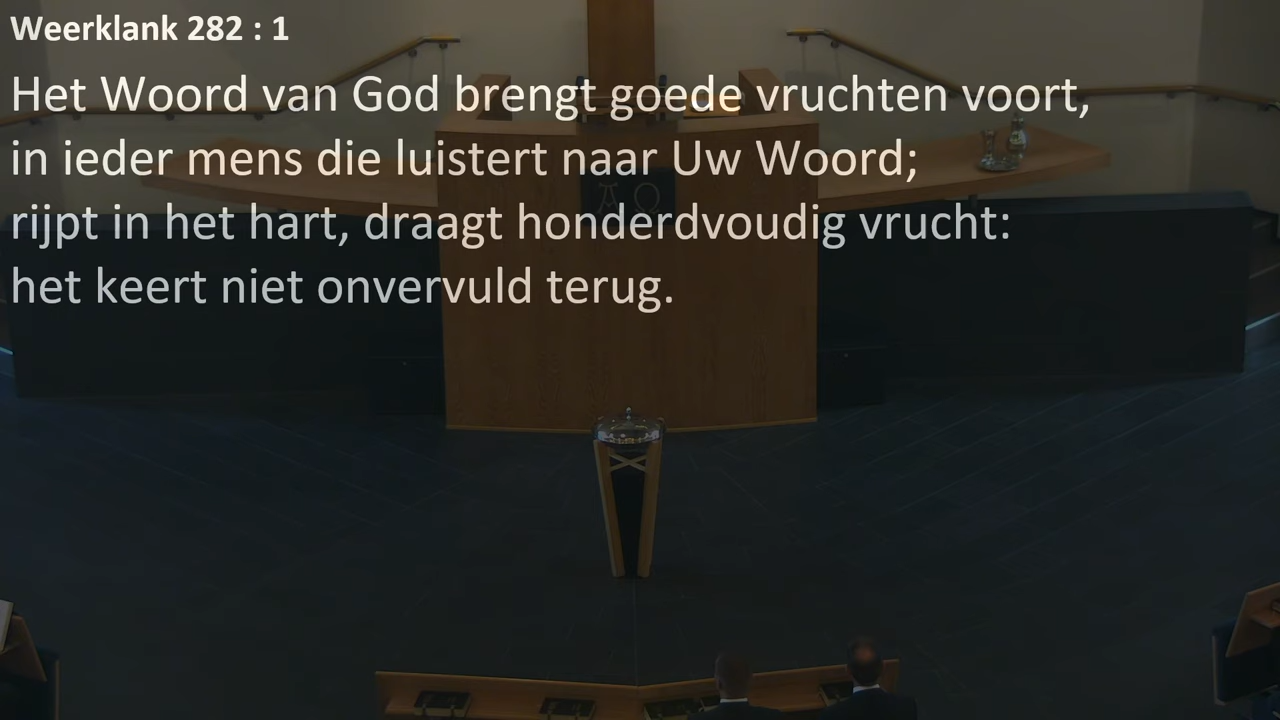 Weerklank 282 : 1
Het Woord van God brengt goede vruchten voort,
in ieder mens die luistert naar Uw Woord;
rijpt in het hart, draagt honderdvoudig vrucht:
het keert niet onvervuld terug.
Α Ω